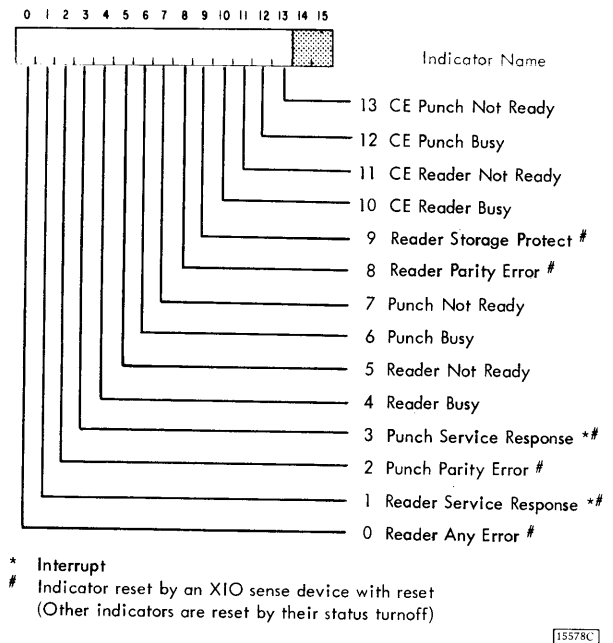 0 1 2 3 4 5 6 7 8 9 10 11 12 13 14 15
Indicator Name
13 CE Punch Not Ready
12 CE Punch Busy
11 CE Reader Not Ready
10 CE Reader Busy
9 Reader Storage Protect #
8 Reader Parity Error #
7 Punch Not Ready
6 Punch Busy
5 Reader Not Ready
4 Reader Busy
3 Punch Service Response *#
2 Punch Parity Error #
1 Reader Service Response *#
0 Reader Any Error #
* Interrupt
# Indicator reset by an XIO sense device with reset
(Other indicators are reset by their status turnoff)
15578C